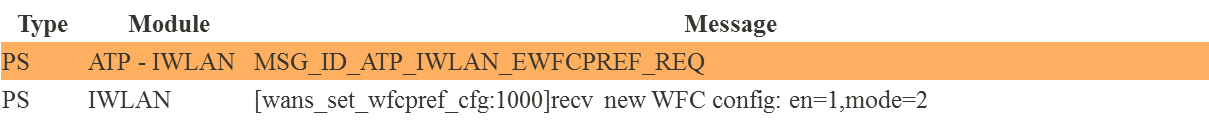 Type Module Message
PS ATP - IWLAN MSG_ID_ATP_IWLAN_EWFCPREF_REQ
PS IWLAN [wans_set_wfcpref_cfg:1000]recv new WFC config: en=1,mode=2